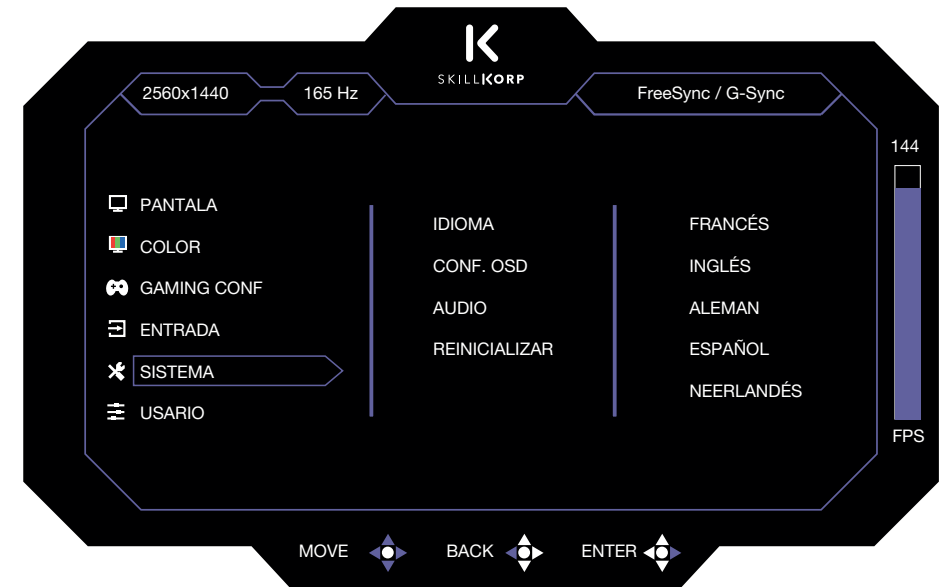 SKILLKORP
2560x1440
165 Hz
FreeSync / G-Sync
144
PANTALA
COLOR
GAMING CONF
ENTRADA
SISTEMA
USARIO
IDIOMA
CONF. OSD
AUDIO
REINICIALIZAR
FRANCÉS
INGLÉS
ALEMAN
ESPAÑOL
NEERLANDÉS
FPS
MOVE
BACK
ENTER